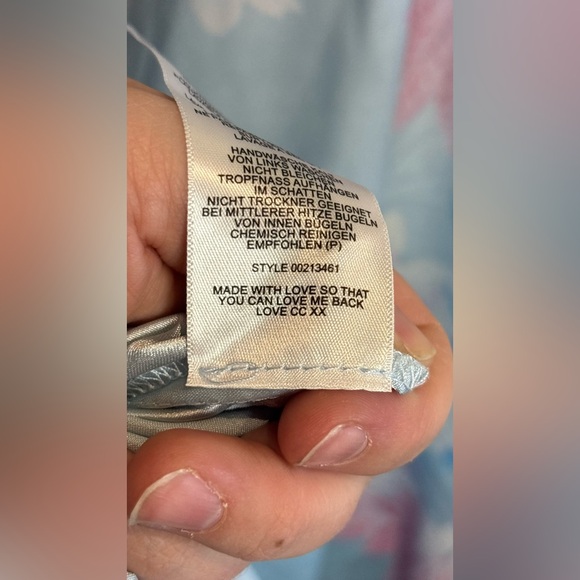 HANDWÄSCHE
VON LINKS
NICHT BLEICHEN
TROPFNASS AUFHÄNGEN
IM SCHATTEN
NICHT TROCKNER GEEIGNET
BEI MITTLERER HITZE BÜGELN
VON INNEN BÜGELN
CHEMISCH REINIGEN
EMPFOHLEN (P)
STYLE 00213461
MADE WITH LOVE SO THAT
YOU CAN LOVE ME BACK
LOVE CC XX